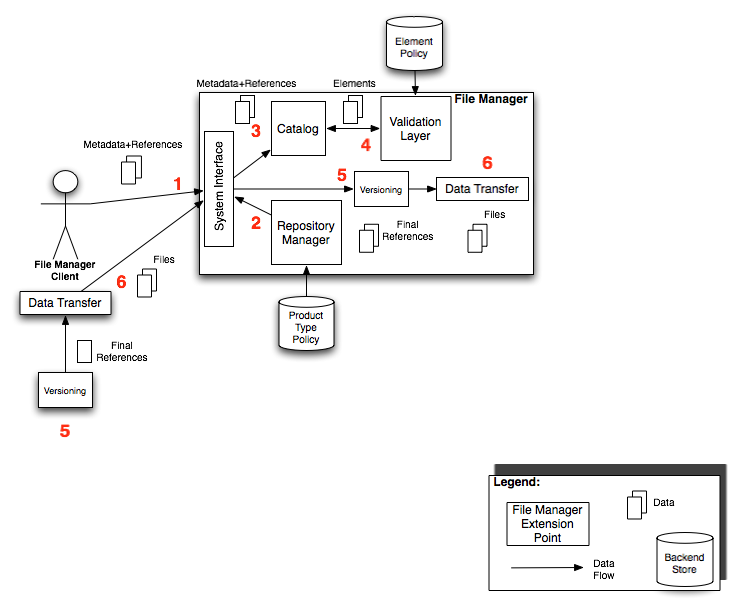 Element
Policy
Metadata+References
Elements
File Manager
3
Catalog
4
Validation
Layer
Metadata+References
1
System Interface
5
Versioning
6
Data Transfer
2
Repository
Manager
Final
References
Files
File Manager
Client
6
Files
Data Transfer
Product
Type
Policy
Final
References
Versioning
5
Legend:
File Manager
Extension
Point
Data
Data
Flow
Backend
Store